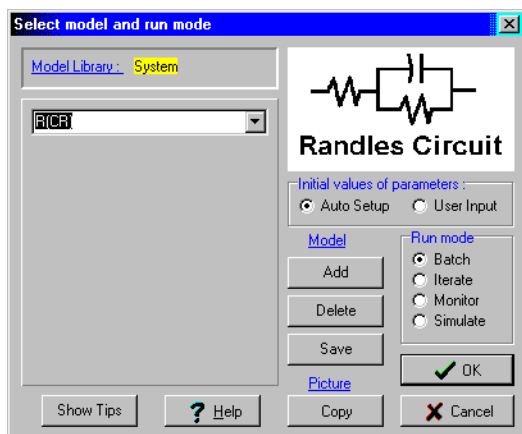 Select model and run mode
Model Library : System
R(CR)
Randles Circuit
Initial values of parameters :
Auto Setup User Input
Model
Run mode
Add
Batch
Iterate
Delete
Monitor
Simulate
Save
OK
Picture
Show Tips
? Help
Copy
Cancel